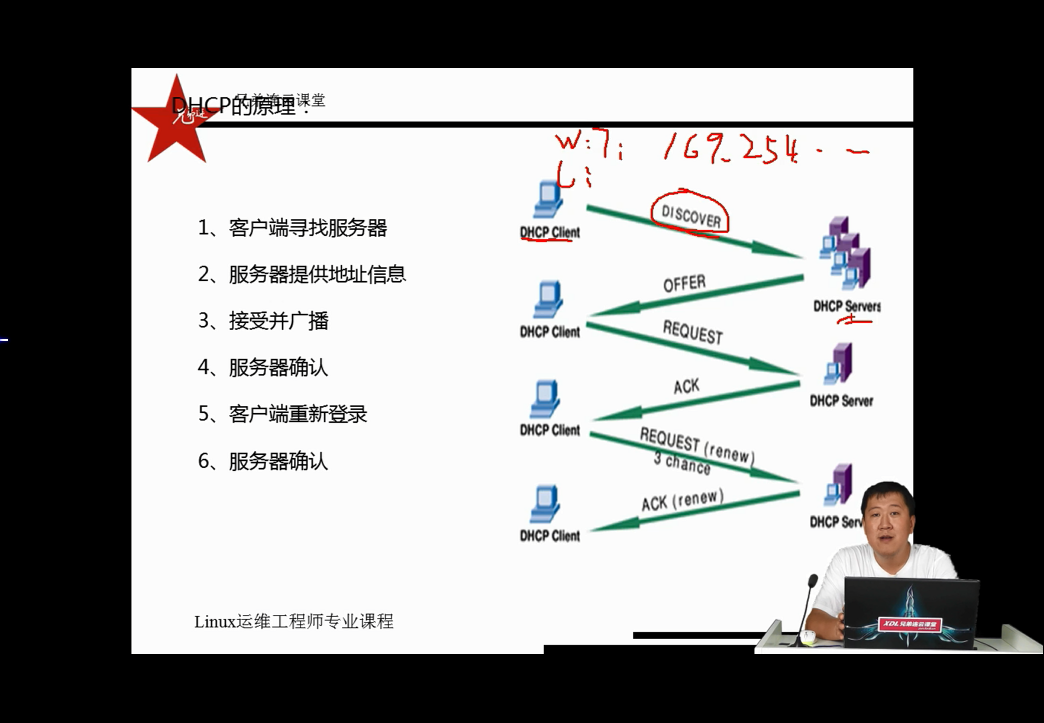 兄弟连云课堂
DHCP的原理：
W:7; 169.254. . —
Li
1、客户端寻找服务器
2、服务器提供地址信息
3、接受并广播
4、服务器确认
5、客户端重新登录
6、服务器确认
DHCP Client
DISCOVER
DHCP Servers
OFFER
DHCP Client
REQUEST
DHCP Server
ACK
DHCP Client
REQUEST (renew)
3 chance
DHCP Serv
ACK (renew)
DHCP Client
Linux运维工程师专业课程
XDL兄弟连云课堂